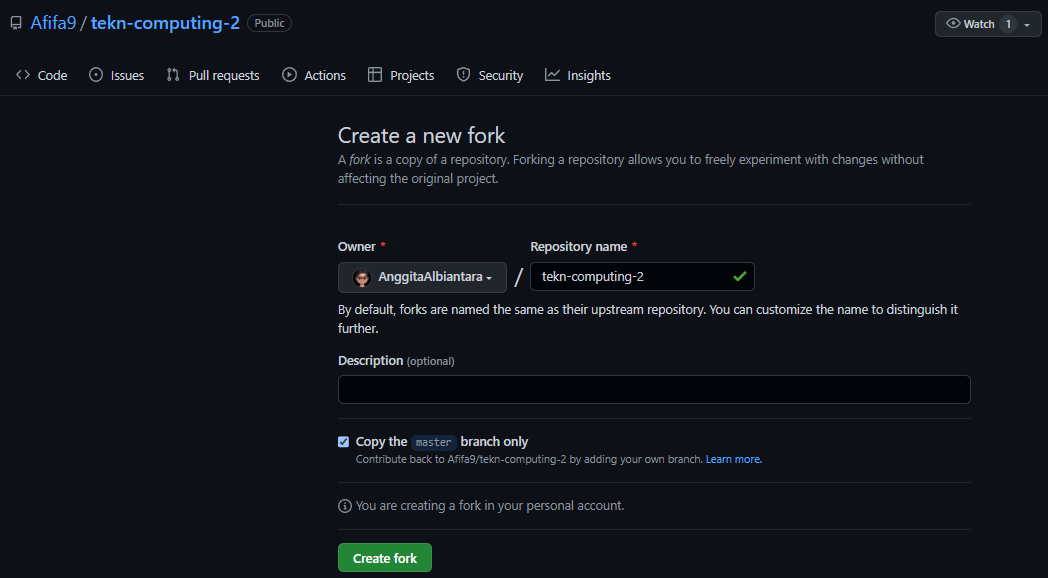 Afifa9 / tekn-computing-2 Public
Watch 1
Code Issues Pull requests Actions Projects Security Insights
Create a new fork
A fork is a copy of a repository. Forking a repository allows you to freely experiment with changes without
affecting the original project.
Owner * Repository name *
AnggitaAlbiantara / tekn-computing-2
By default, forks are named the same as their upstream repository. You can customize the name to distinguish it
further.
Description (optional)
Copy the master branch only
Contribute back to Afifa9/tekn-computing-2 by adding your own branch. Learn more.
You are creating a fork in your personal account.
Create fork